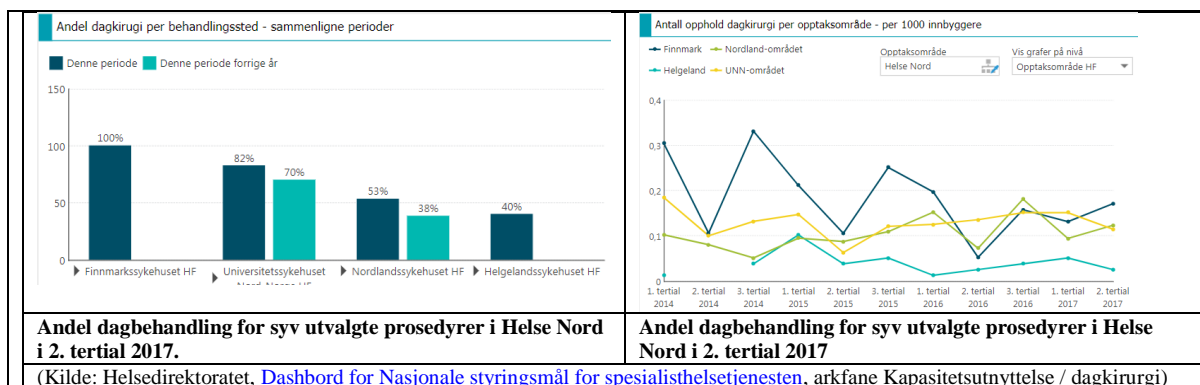 Andel dagkirugi per behandlingssted - sammenligne perioder
Denne periode Denne periode forrige år
150
100
50
0
100%
82%
70%
53%
38%
40%
Finnmarkssykehuset HF
Universitetssykehuset
Nord-Norge HF
Nordlandssykehuset HF
Helgelandssykehuset HF
Antall opphold dagkirurgi per opptaksområde - per 1000 innbyggere
Finnmark Nordland-området
Helgeland UNN-området
Opptaksområde
Helse Nord
Vis grafer på nivå
Opptaksområde HF
0,4
0,3
0,2
0,1
0
1. tertial 2. tertial 3. tertial 1. tertial 2. tertial 3. tertial 1. tertial 2. tertial 3. tertial 1. tertial 2. tertial
2014 2014 2014 2015 2015 2015 2016 2016 2016 2017 2017
Andel dagbehandling for syv utvalgte prosedyrer i Helse Nord
i 2. tertial 2017.
Andel dagbehandling for syv utvalgte prosedyrer i Helse
Nord i 2. tertial 2017
(Kilde: Helsedirektoratet, Dashbord for Nasjonale styringsmål for spesialisthelsetjenesten, arkfane Kapasitetsutnyttelse / dagkirurgi)